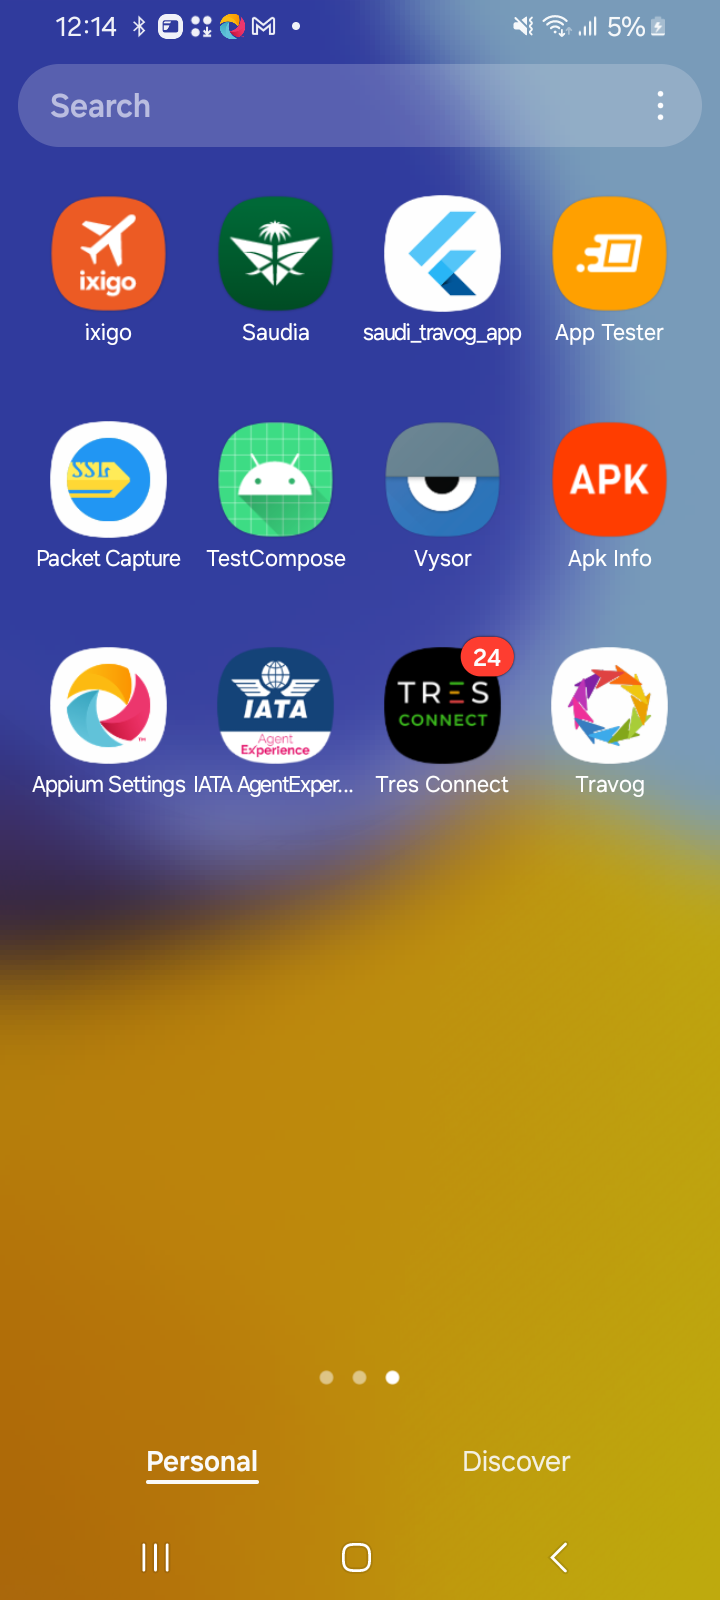 12:14
5%
Search
ixigo
ixigo
Saudia
saudi_travog_app
App Tester
SSL
APK
Packet Capture
TestCompose
Vysor
Apk Info
IATA
Agent
Experience
TRES
CONNECT
24
Appium Settings
IATA AgentExper...
Tres Connect
Travog
Personal
Discover